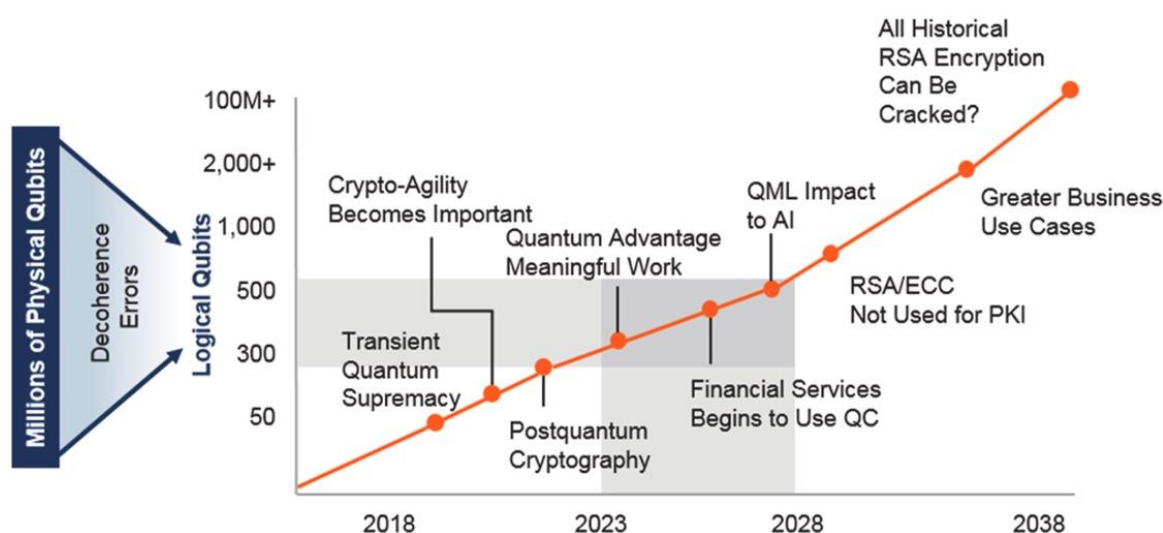 All Historical
RSA Encryption
Can Be
Cracked?
100M+
2,000+
1,000
500
300
50
Millions of Physical Qubits
Decoherence
Errors
Logical Qubits
Crypto-Agility
Becomes Important
QML Impact
to AI
Greater Business
Use Cases
Quantum Advantage
Meaningful Work
RSA/ECC
Not Used for PKI
Transient
Quantum
Supremacy
Financial Services
Begins to Use QC
Postquantum
Cryptography
2018
2023
2028
2038